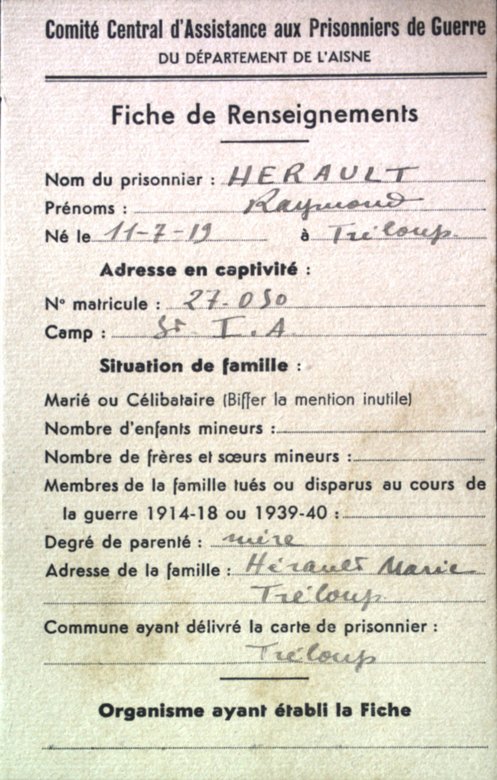 Comité Central d'Assistance aux Prisonniers de Guerre
DU DÉPARTEMENT DE L'AISNE
Fiche de Renseignements
Nom du prisonnier : HERAULT
Prénoms : Raymond
Né le 11-7-19 à Tréloup
Adresse en captivité :
N° matricule : 27.050
Camp : St. I.A
Situation de famille :
Marié ou Célibataire (Biffer la mention inutile)
Nombre d'enfants mineurs :
Nombre de frères et sœurs mineurs :
Membres de la famille tués ou disparus au cours de
la guerre 1914-18 ou 1939-40 :
Degré de parenté : mère
Adresse de la famille : Hérault Marie
Tréloup
Commune ayant délivré la carte de prisonnier :
Tréloup
Organisme ayant établi la Fiche